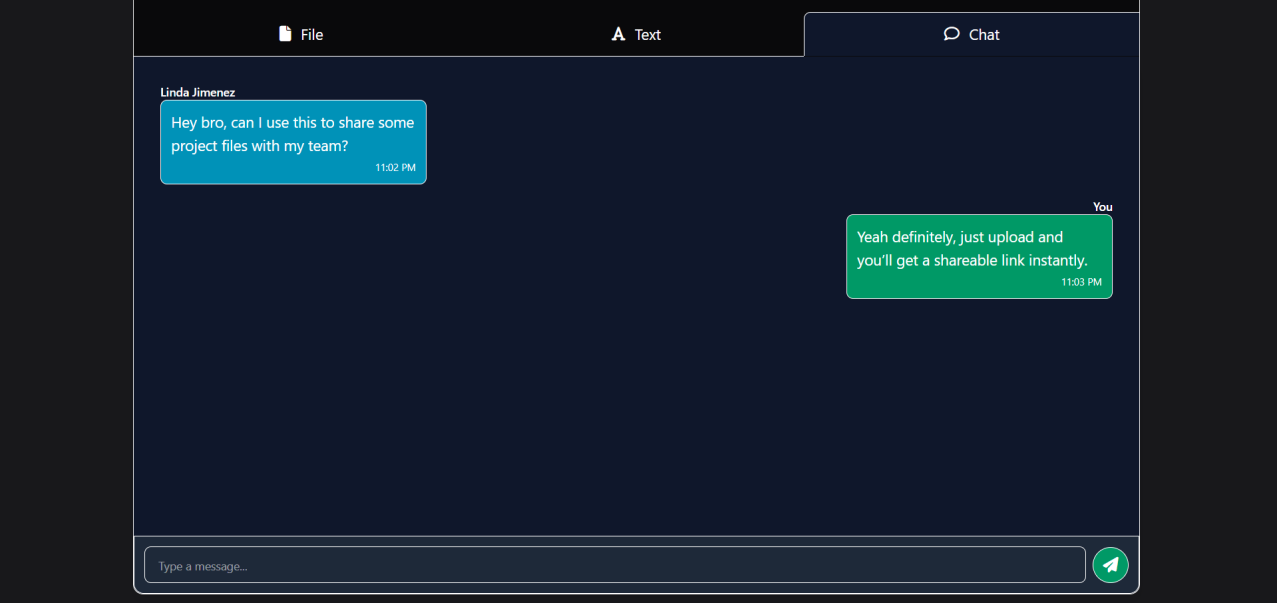 File
Text
Chat
Linda Jimenez
Hey bro, can I use this to share some
project files with my team?
11:02 PM
You
Yeah definitely, just upload and
you’ll get a shareable link instantly.
11:03 PM
Type a message...